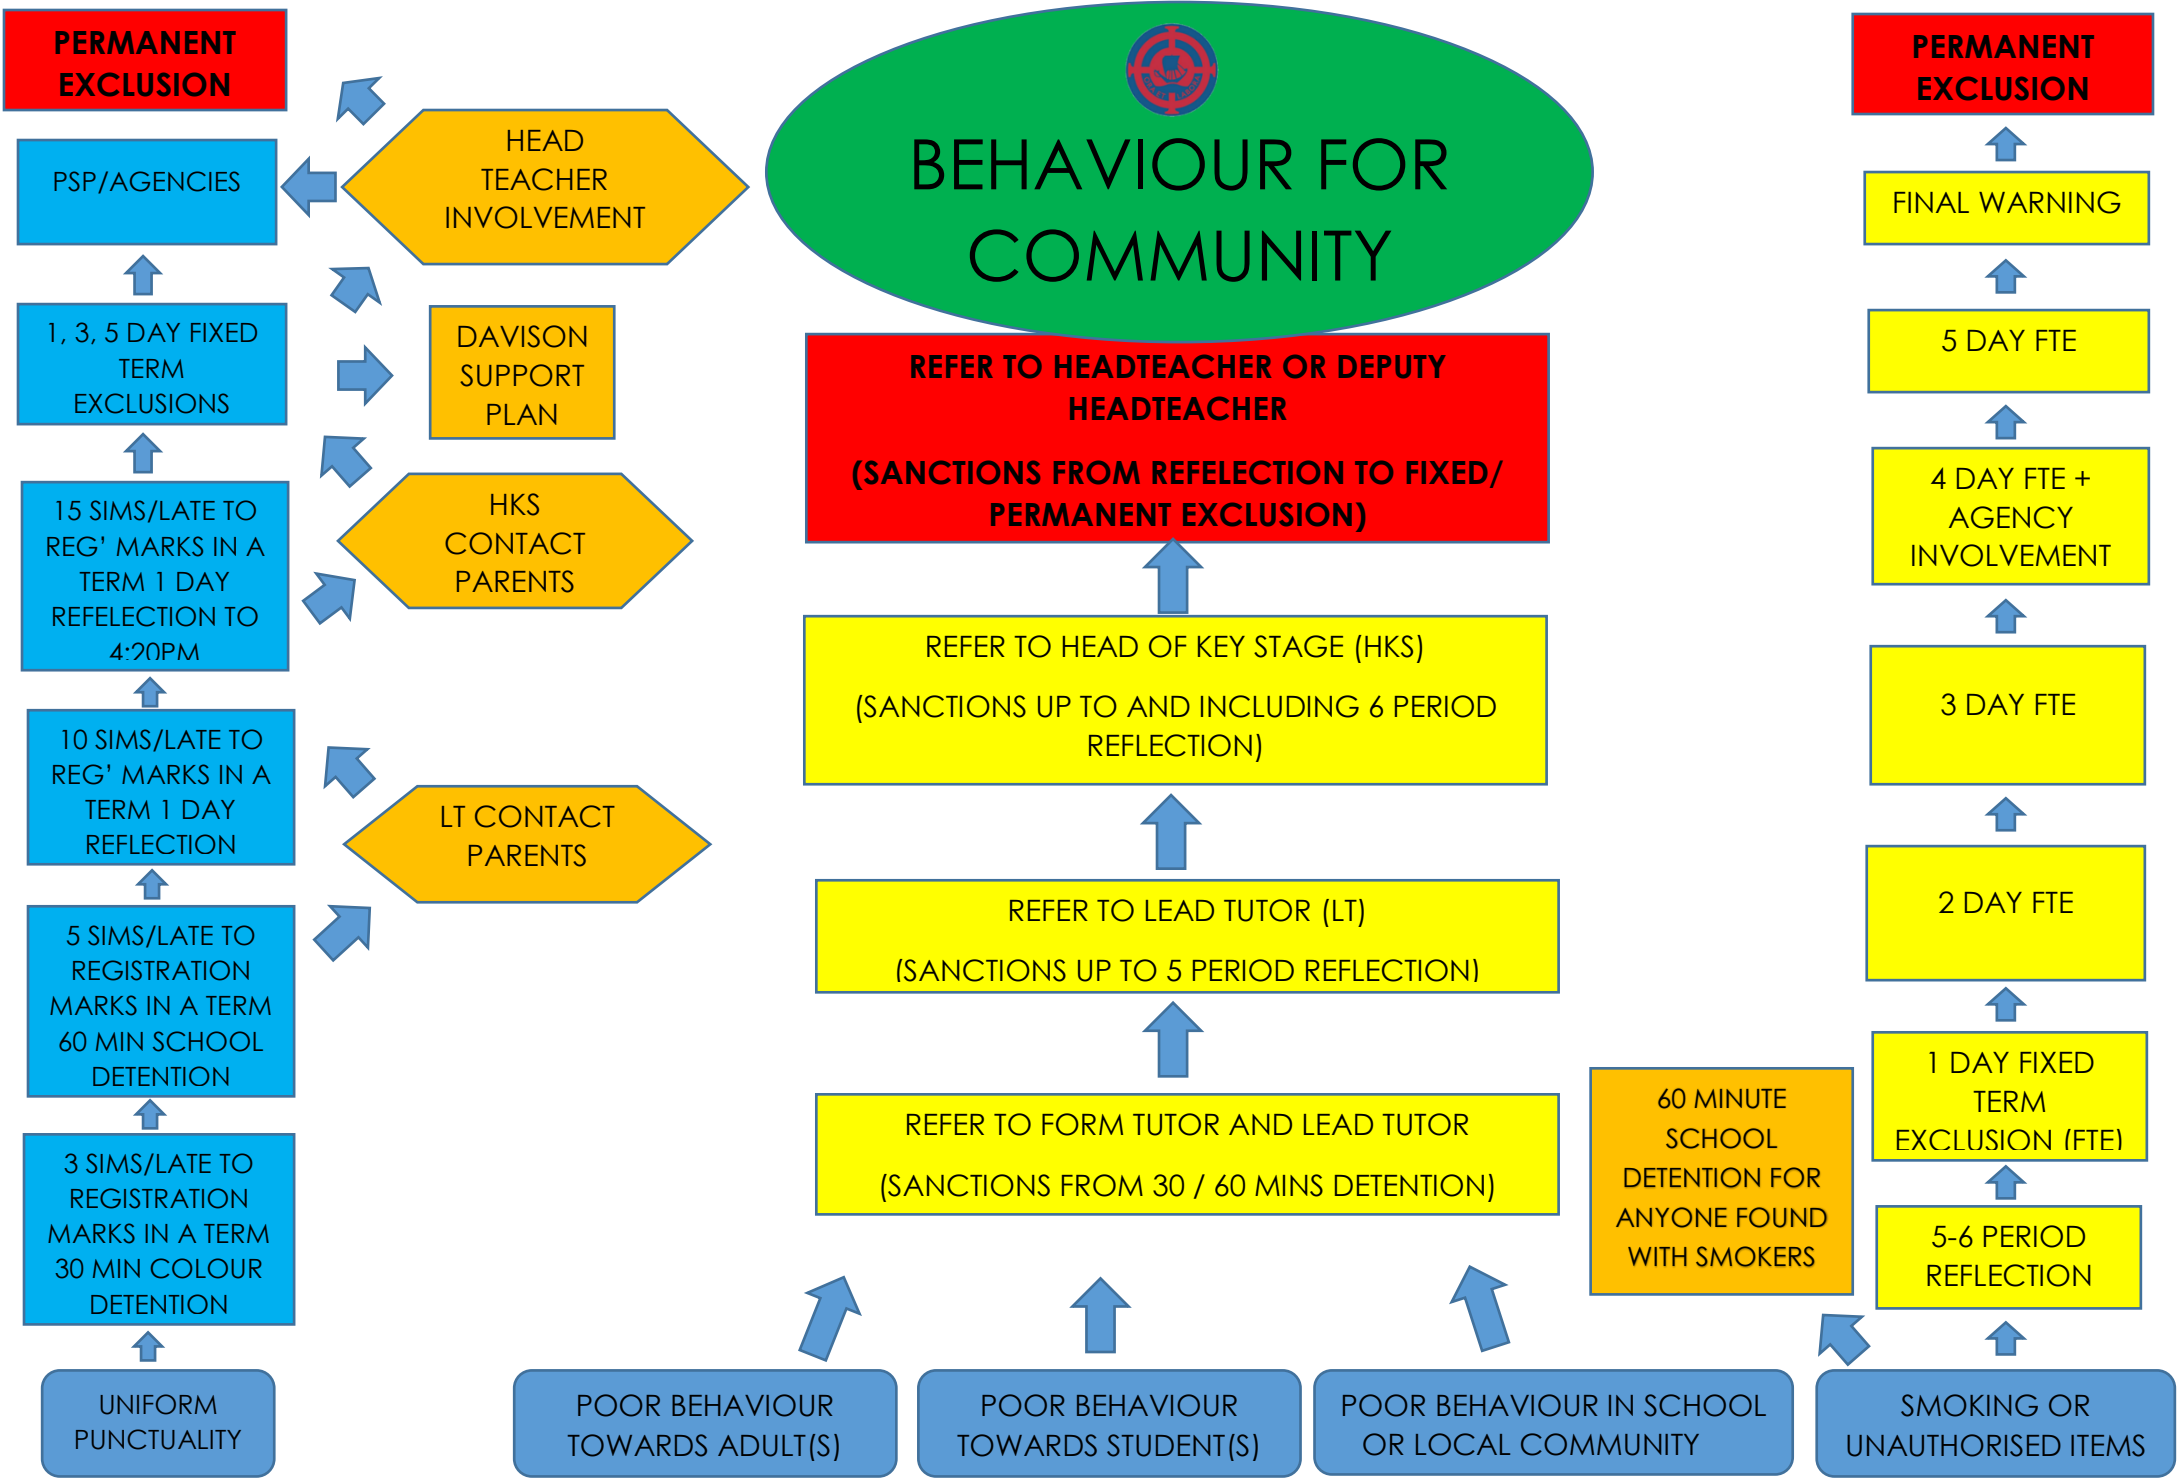 PERMANENT
EXCLUSION
PSP/AGENCIES
1, 3, 5 DAY FIXED
TERM
EXCLUSIONS
15 SIMS/LATE TO
REG' MARKS IN A
TERM 1 DAY
REFELECTION TO
4:20PM
10 SIMS/LATE TO
REG' MARKS IN A
TERM 1 DAY
REFLECTION
5 SIMS/LATE TO
REGISTRATION
MARKS IN A TERM
60 MIN SCHOOL
DETENTION
3 SIMS/LATE TO
REGISTRATION
MARKS IN A TERM
30 MIN COLOUR
DETENTION
UNIFORM
PUNCTUALITY
HEAD
TEACHER
INVOLVEMENT
DAVISON
SUPPORT
PLAN
HKS
CONTACT
PARENTS
LT CONTACT
PARENTS
BEHAVIOUR FOR
COMMUNITY
REFER TO HEADTEACHER OR DEPUTY
HEADTEACHER
(SANCTIONS FROM REFELECTION TO FIXED/
PERMANENT EXCLUSION)
REFER TO HEAD OF KEY STAGE (HKS)
(SANCTIONS UP TO AND INCLUDING 6 PERIOD
REFLECTION)
REFER TO LEAD TUTOR (LT)
(SANCTIONS UP TO 5 PERIOD REFLECTION)
REFER TO FORM TUTOR AND LEAD TUTOR
(SANCTIONS FROM 30 / 60 MINS DETENTION)
POOR BEHAVIOUR
TOWARDS ADULT(S)
POOR BEHAVIOUR
TOWARDS STUDENT(S)
POOR BEHAVIOUR IN SCHOOL
OR LOCAL COMMUNITY
PERMANENT
EXCLUSION
FINAL WARNING
5 DAY FTE
4 DAY FTE +
AGENCY
INVOLVEMENT
3 DAY FTE
2 DAY FTE
1 DAY FIXED
TERM
EXCLUSION (FTE)
60 MINUTE
SCHOOL
DETENTION FOR
ANYONE FOUND
WITH SMOKERS
5-6 PERIOD
REFLECTION
SMOKING OR
UNAUTHORISED ITEMS